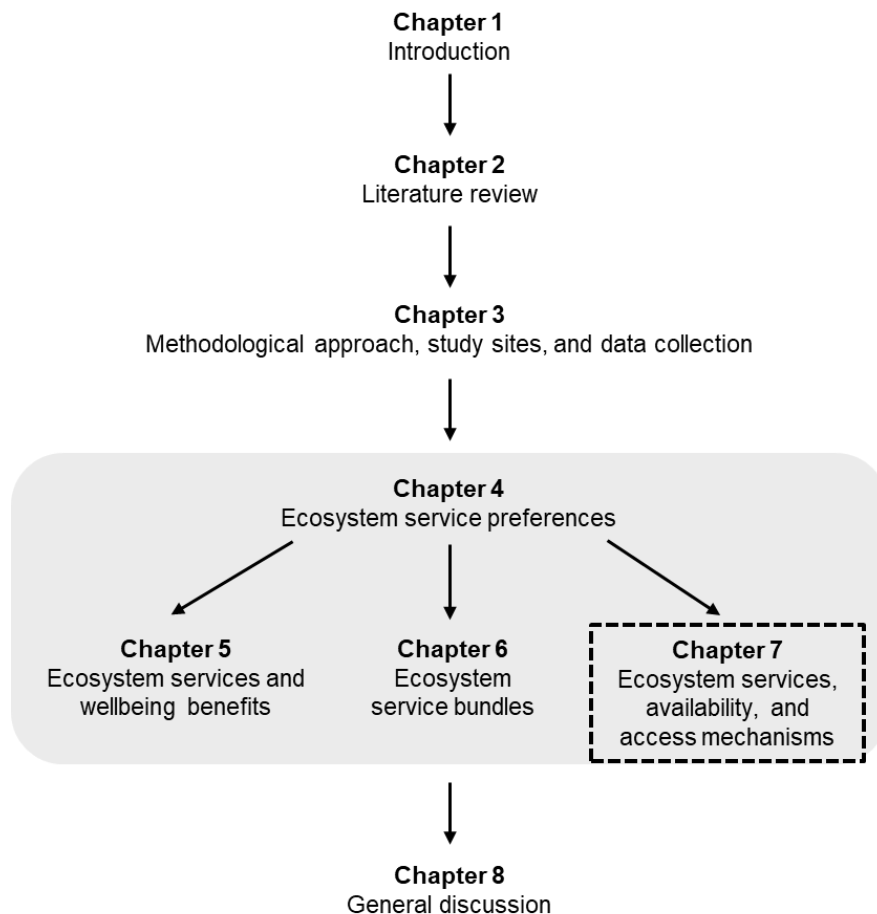 Chapter 1
Introduction
Chapter 2
Literature review
Chapter 3
Methodological approach, study sites, and data collection
Chapter 4
Ecosystem service preferences
Chapter 5
Ecosystem services and
wellbeing benefits
Chapter 6
Ecosystem
service bundles
Chapter 7
Ecosystem services,
availability, and
access mechanisms
Chapter 8
General discussion